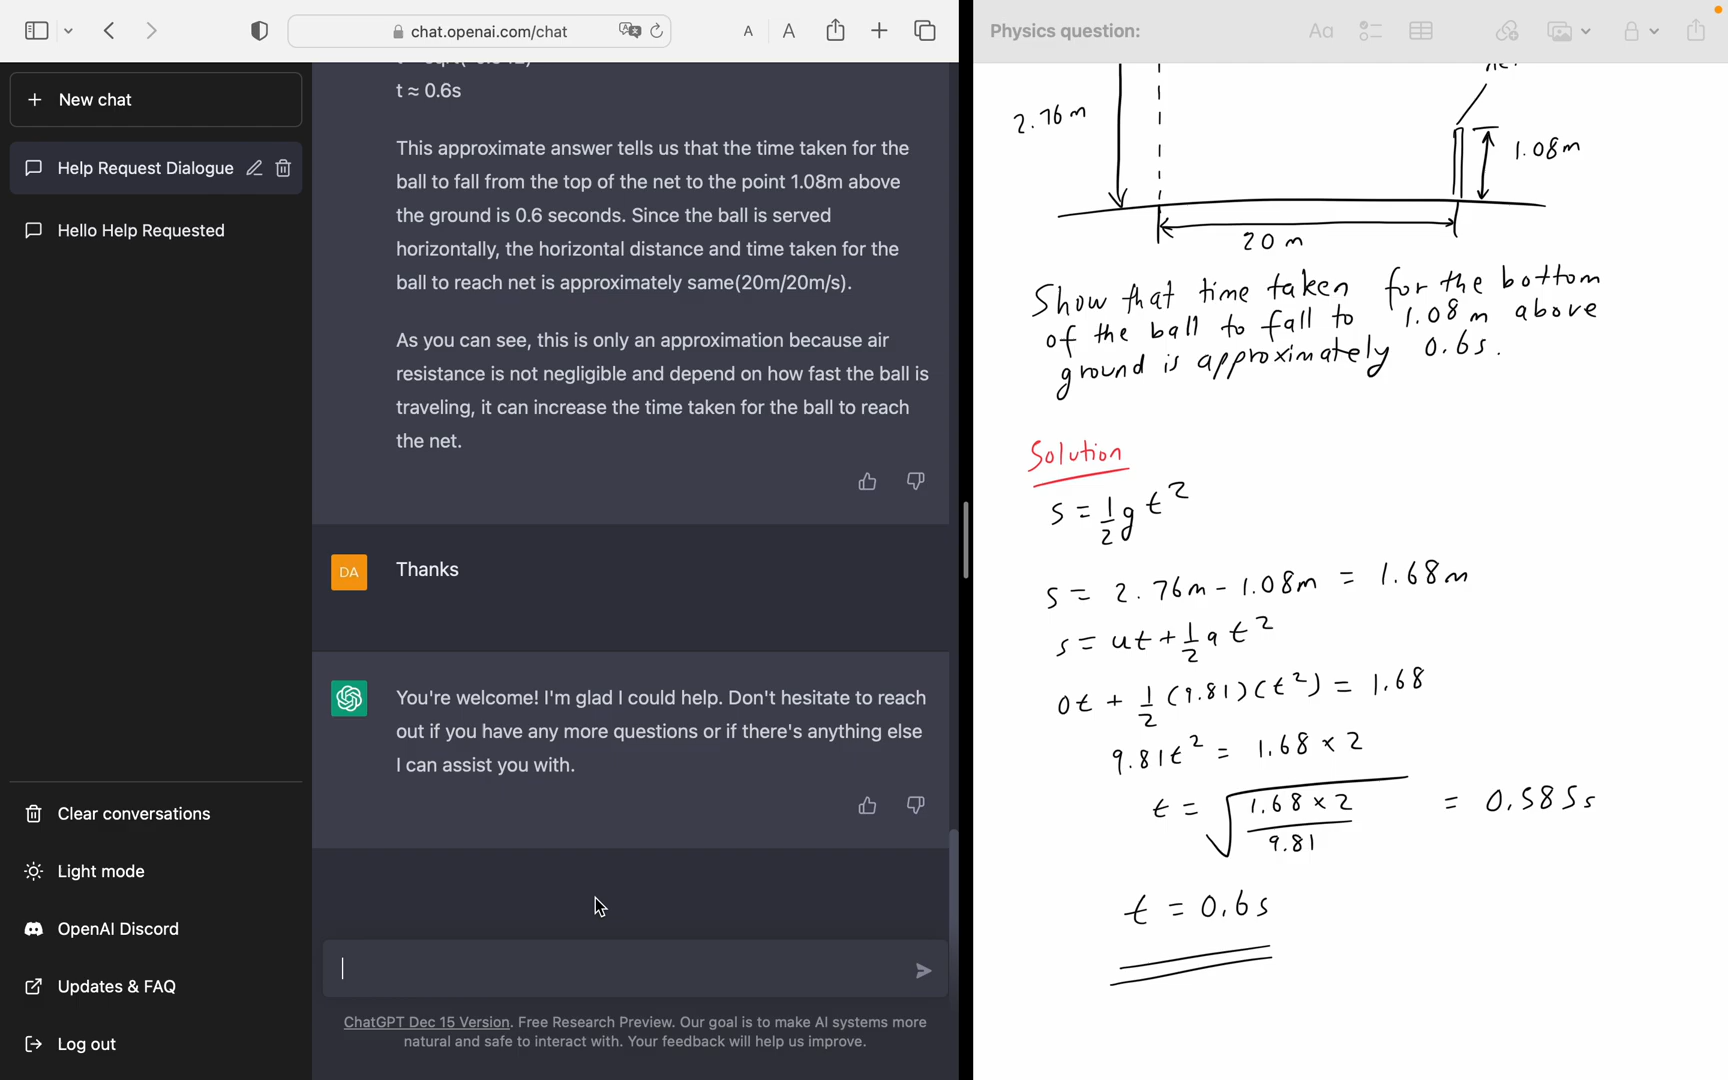 chat.openai.com/chat
A
A
Physics question:
Aa
New chat
Help Request Dialogue
Hello Help Requested
Clear conversations
Light mode
OpenAI Discord
Updates & FAQ
Log out
t ≈ 0.6s
This approximate answer tells us that the time taken for the
ball to fall from the top of the net to the point 1.08m above
the ground is 0.6 seconds. Since the ball is served
horizontally, the horizontal distance and time taken for the
ball to reach net is approximately same(20m/20m/s).
As you can see, this is only an approximation because air
resistance is not negligible and depend on how fast the ball is
traveling, it can increase the time taken for the ball to reach
the net.
DA
Thanks
You're welcome! I'm glad I could help. Don't hesitate to reach
out if you have any more questions or if there's anything else
I can assist you with.
ChatGPT Dec 15 Version. Free Research Preview. Our goal is to make AI systems more
natural and safe to interact with. Your feedback will help us improve.
2.76 m
1.08m
20 m
Show that time taken for the bottom
of the ball to fall to 1.08 m above
ground is approximately 0.6s.
Solution
s = 1/2 g t²
s = 2.76m - 1.08m = 1.68m
s = ut + 1/2 a t²
0t + 1/2 (9.81)(t²) = 1.68
9.81t² = 1.68 × 2
t = √(1.68 × 2 / 9.81) = 0.585s
t = 0.6s